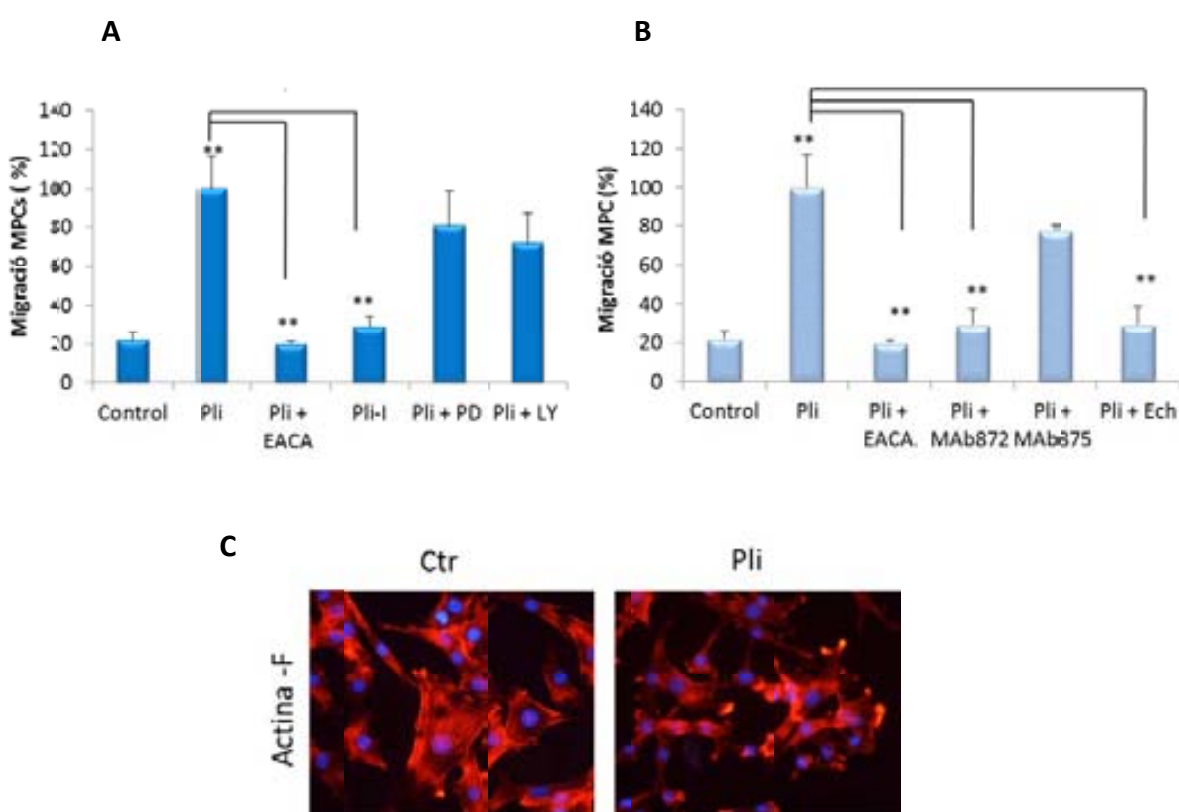 A
B
Migració MPCs ( %)
140
120
100
80
60
40
20
0
**
**
**
Control Pli Pli + Pli-I Pli + PD Pli + LY
EACA
Migració MPC (%)
140
120
100
80
60
40
20
0
**
**
**
**
Control Pli Pli + Pli + Pli + Pli + Ech
EACA. MAb872 MAb375
C
Ctr
Pli
Actina -F